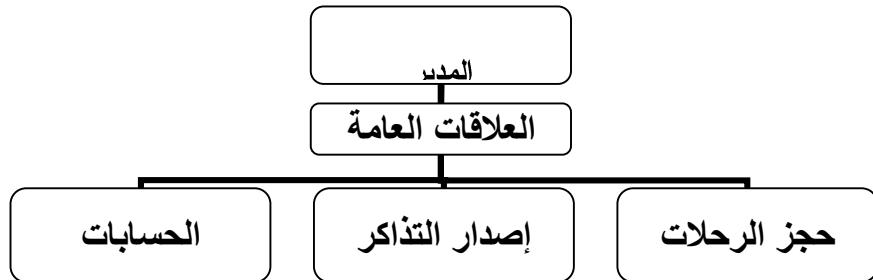 المدير
العلاقات العامة
حجز الرحلات
إصدار التذاكر
الحسابات